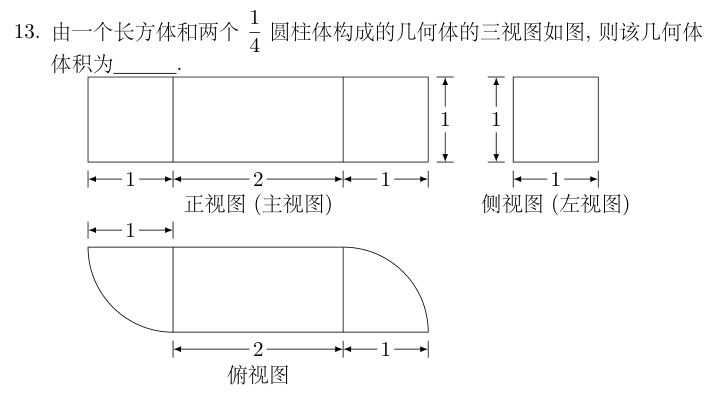 13. 由一个长方体和两个 1/4 圆柱体构成的几何体的三视图如图, 则该几何体
体积为______.
1 1
1 2 1 1
正视图 (主视图) 侧视图 (左视图)
1
2 1
俯视图